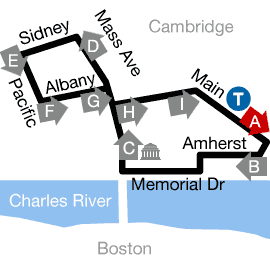 Cambridge
Sidney
Mass Ave
D
E
Main
Albany
T
Pacific
F
G
H
I
A
C
Amherst
B
Memorial Dr
Charles River
Boston